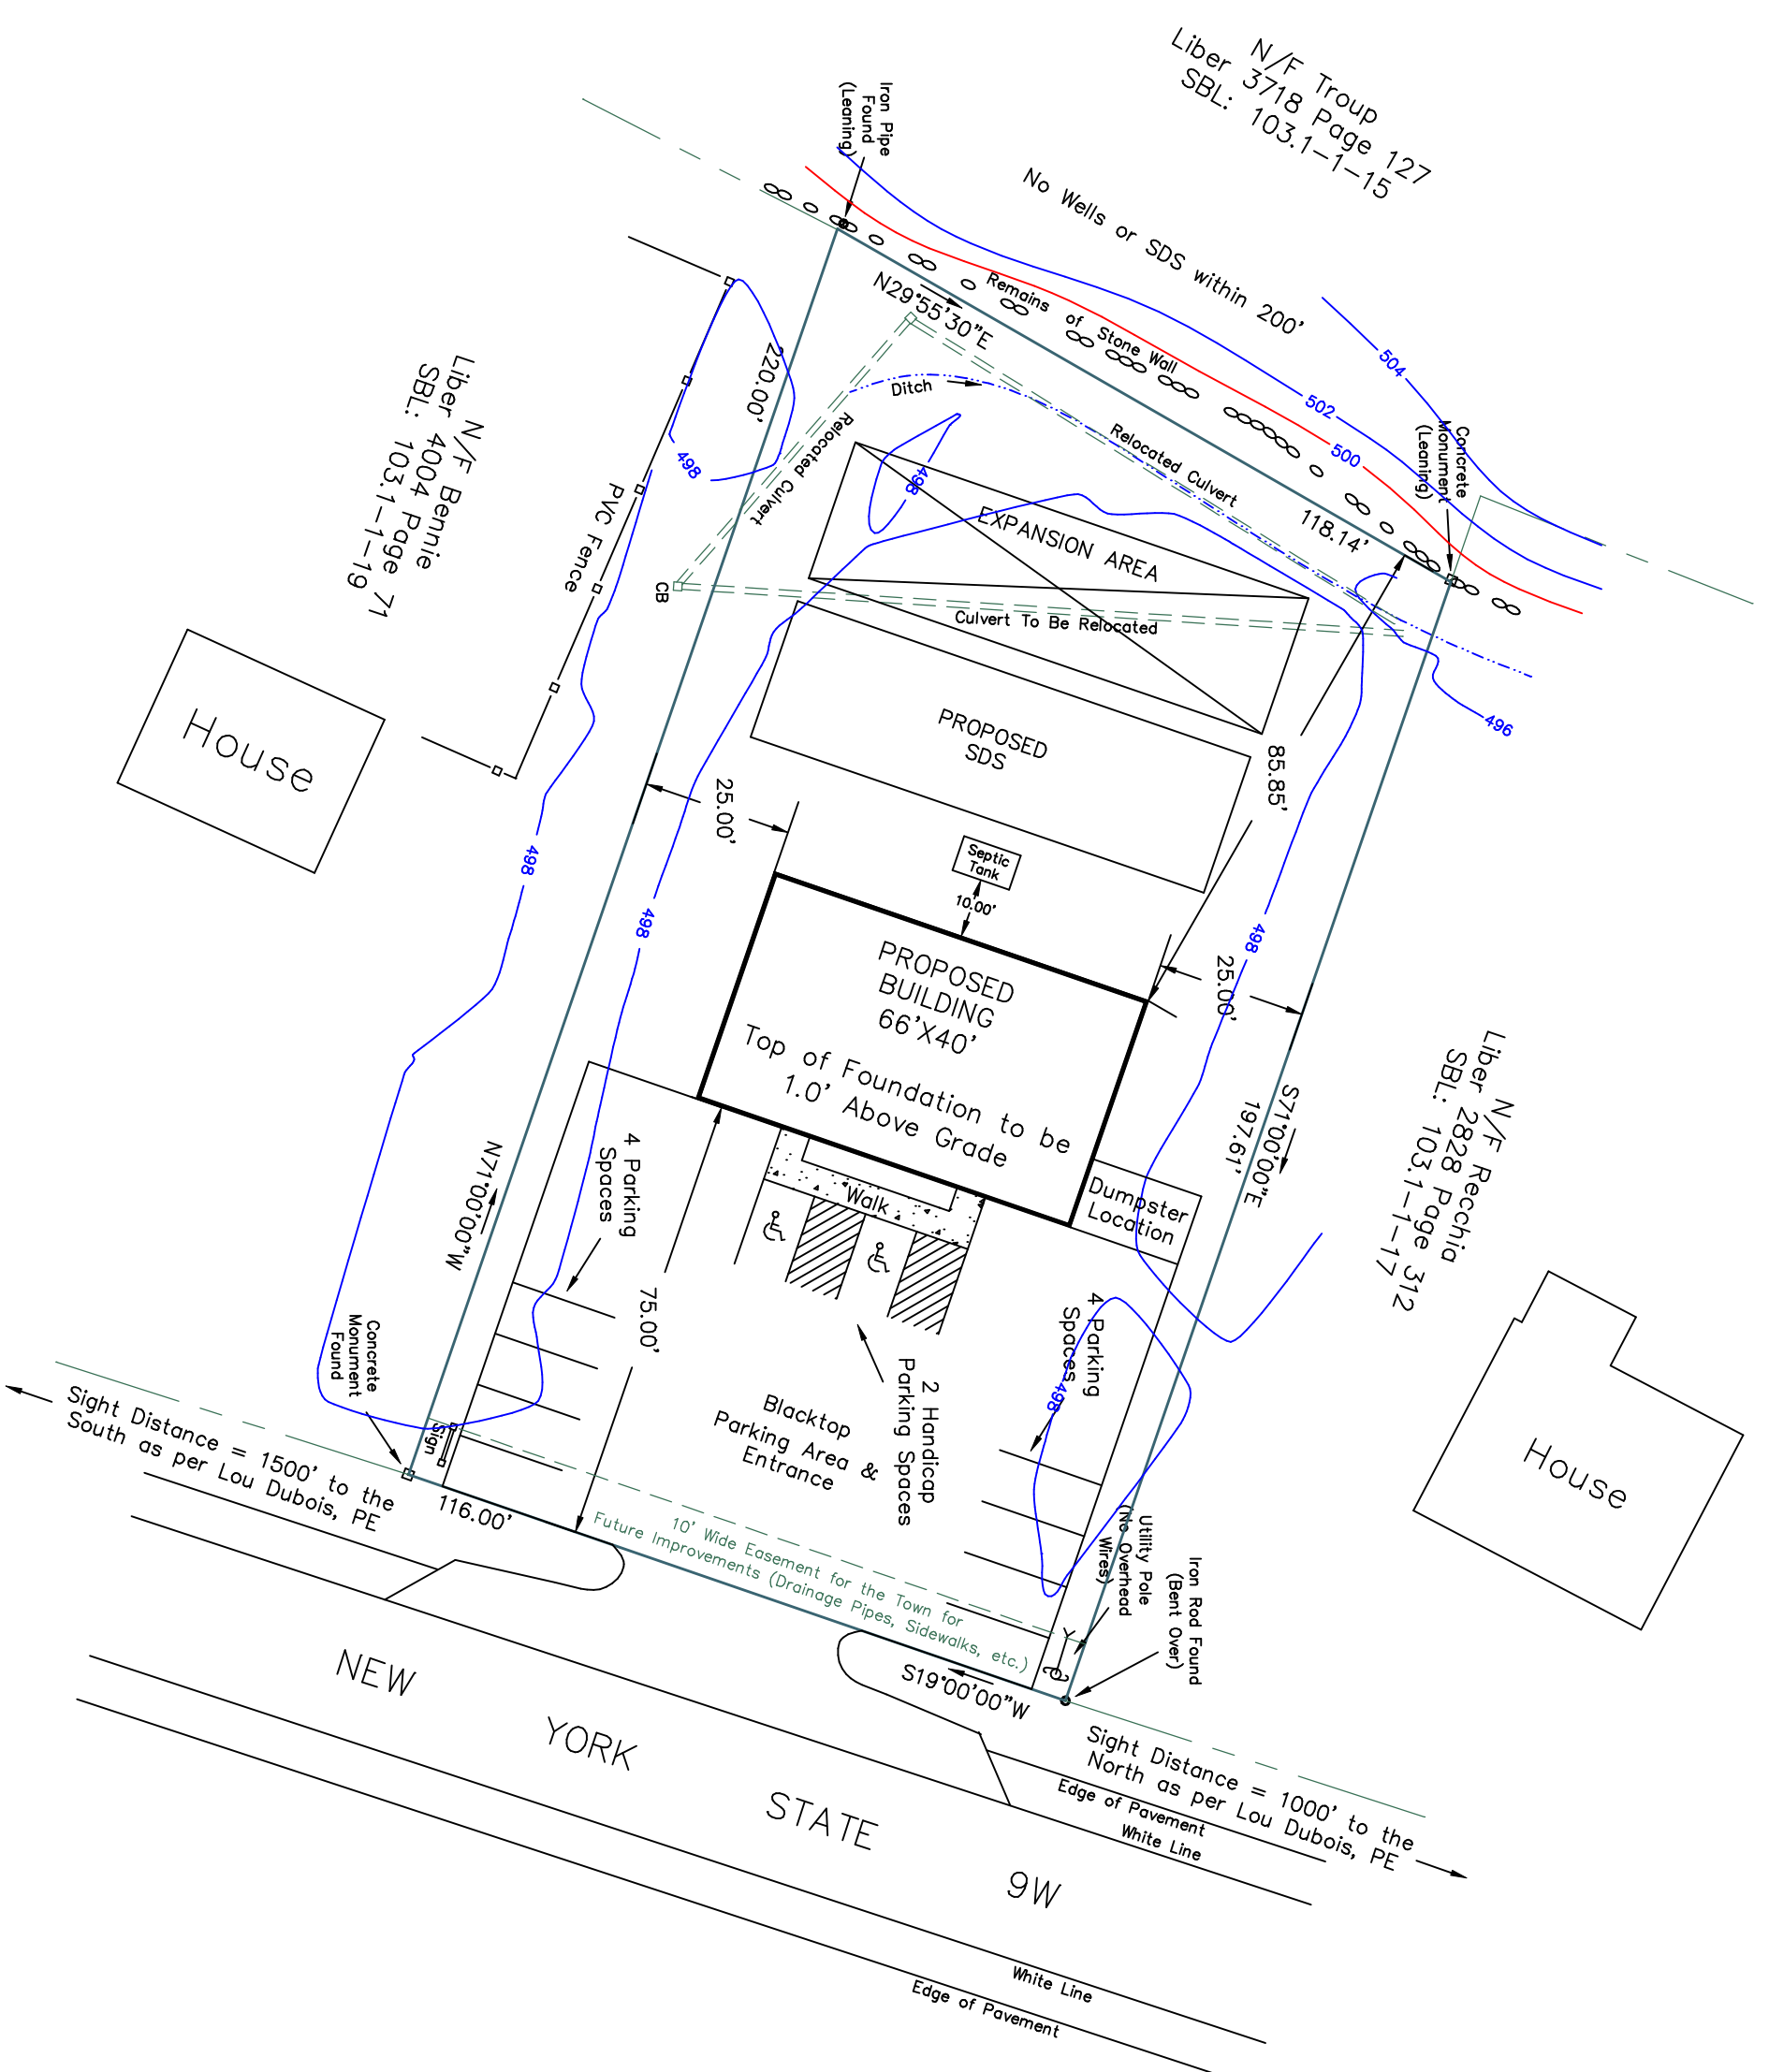 N/F Troup
Liber 3718 Page 127
SBL: 103.1-1-15
Iron Pipe
Found
(Leaning)
No Wells or SDS within 200'
N29°55'30"E
Remains of Stone Wall
504
502
500
Concrete
Monument
(Leaning)
220.00'
Ditch
Relocated Culvert
Relocated Culvert
118.14'
N/F Bennie
Liber 4004 Page 71
SBL: 103.1-1-19
498
498
PVC Fence
CB
EXPANSION AREA
Culvert To Be Relocated
496
House
PROPOSED
SDS
85.85'
25.00'
498
498
Septic
Tank
10.00'
498
25.00'
PROPOSED
BUILDING
66'X40'
Top of Foundation to be
1.0' Above Grade
S71°00'00"E
197.61'
N/F Recchia
Liber 2828 Page 312
SBL: 103.1-1-17
N71°00'00"W
4 Parking
Spaces
Walk
Dumpster
Location
75.00'
4 Parking
Spaces
498
2 Handicap
Parking Spaces
Blacktop
Parking Area &
Entrance
House
Concrete
Monument
Found
Sign
Sight Distance = 1500' to the
South as per Lou Dubois, PE
116.00'
10' Wide Easement for the Town for
Future Improvements (Drainage Pipes, Sidewalks, etc.)
Utility Pole
(No Overhead
Wires)
Iron Rod Found
(Bent Over)
S19°00'00"W
Sight Distance = 1000' to the
North as per Lou Dubois, PE
Edge of Pavement
White Line
NEW YORK STATE 9W
White Line
Edge of Pavement